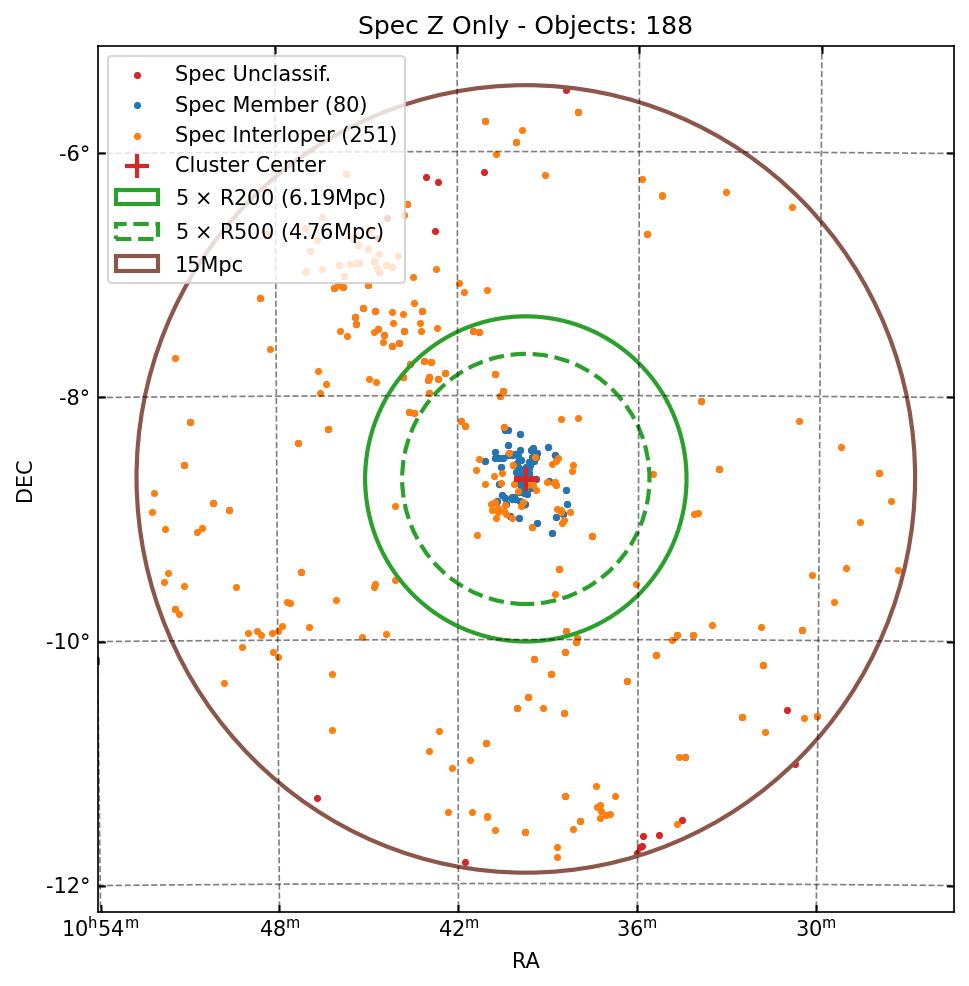 Spec Z Only - Objects: 188
Spec Unclassif.
Spec Member (80)
Spec Interloper (251)
Cluster Center
5 × R200 (6.19Mpc)
5 × R500 (4.76Mpc)
15Mpc
-6°
-8°
-10°
-12°
DEC
10ʰ54ᵐ 48ᵐ 42ᵐ 36ᵐ 30ᵐ
RA